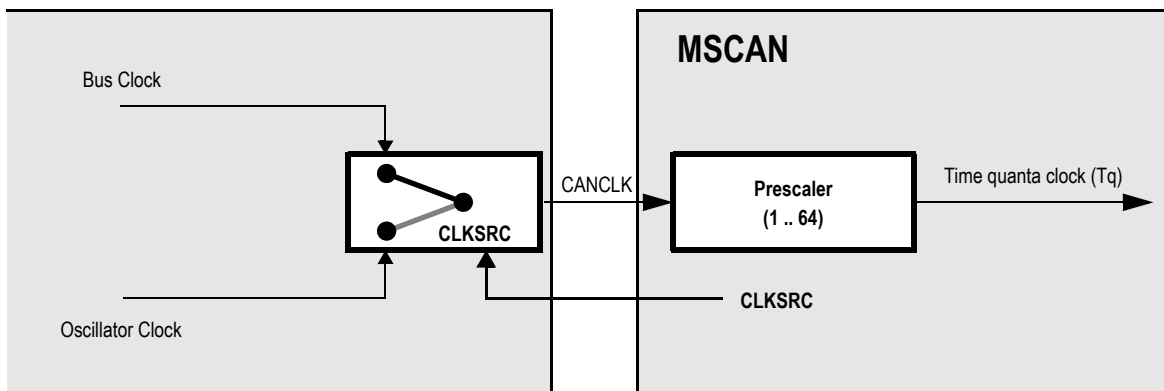 MSCAN
Bus Clock
CANCLK
Prescaler
(1 .. 64)
Time quanta clock (Tq)
CLKSRC
CLKSRC
Oscillator Clock